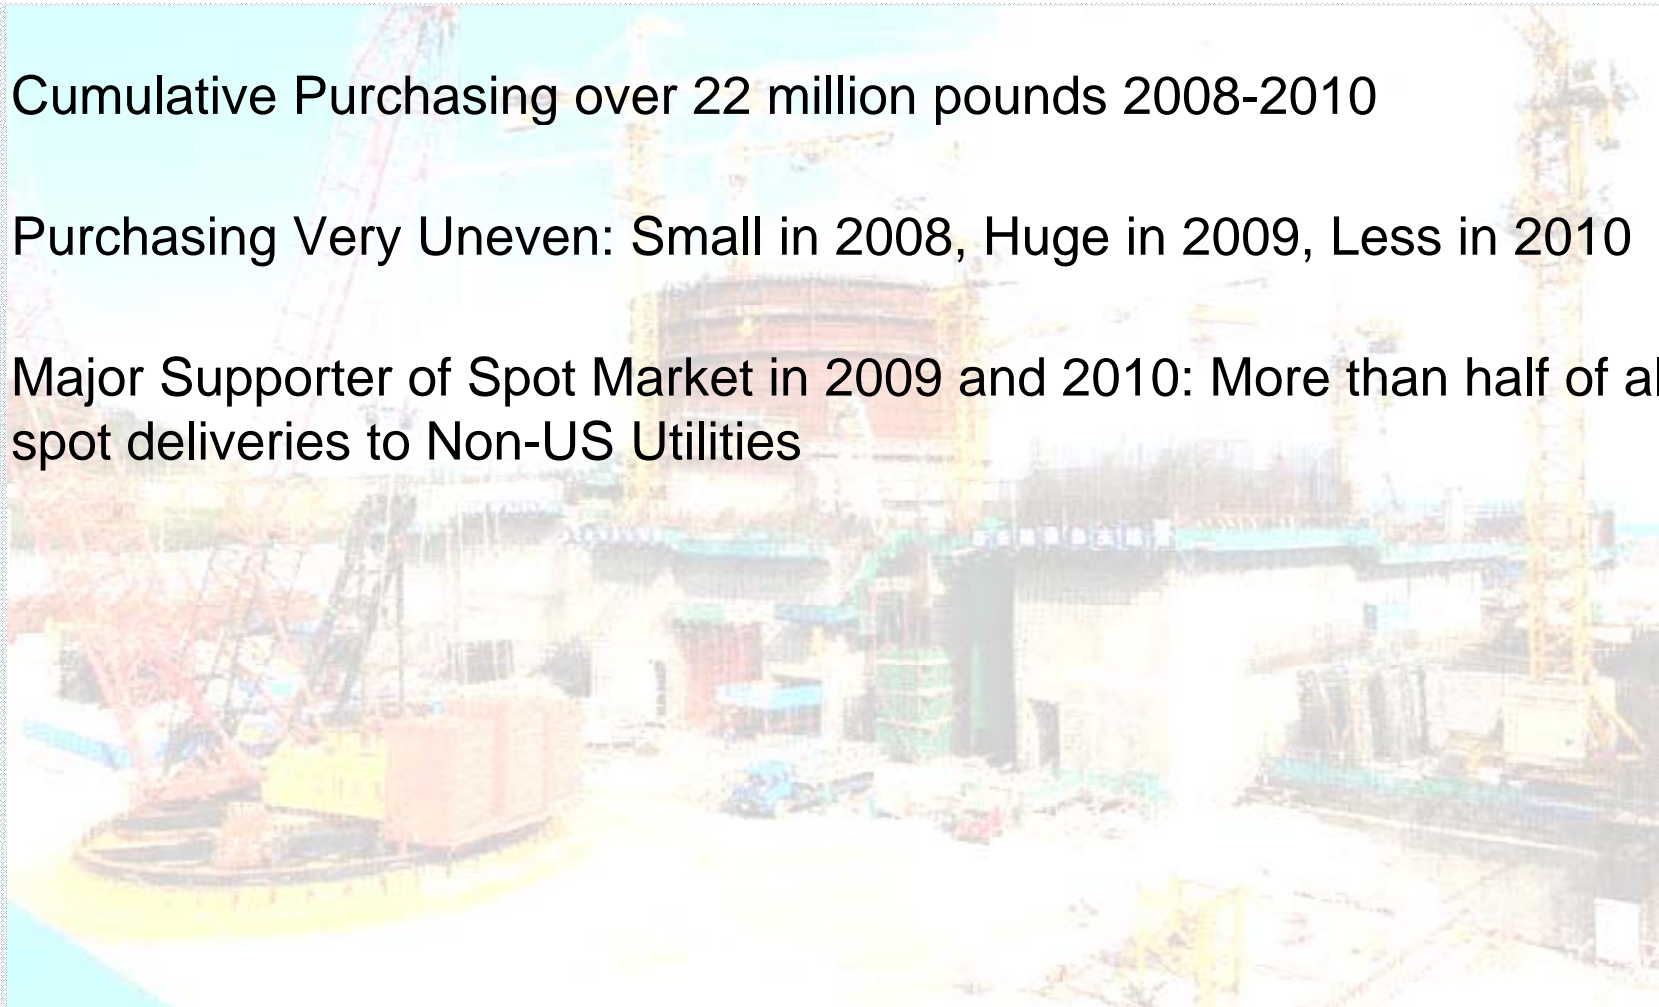 Cumulative Purchasing over 22 million pounds 2008-2010
Purchasing Very Uneven: Small in 2008, Huge in 2009, Less in 2010
Major Supporter of Spot Market in 2009 and 2010: More than half of al
spot deliveries to Non-US Utilities